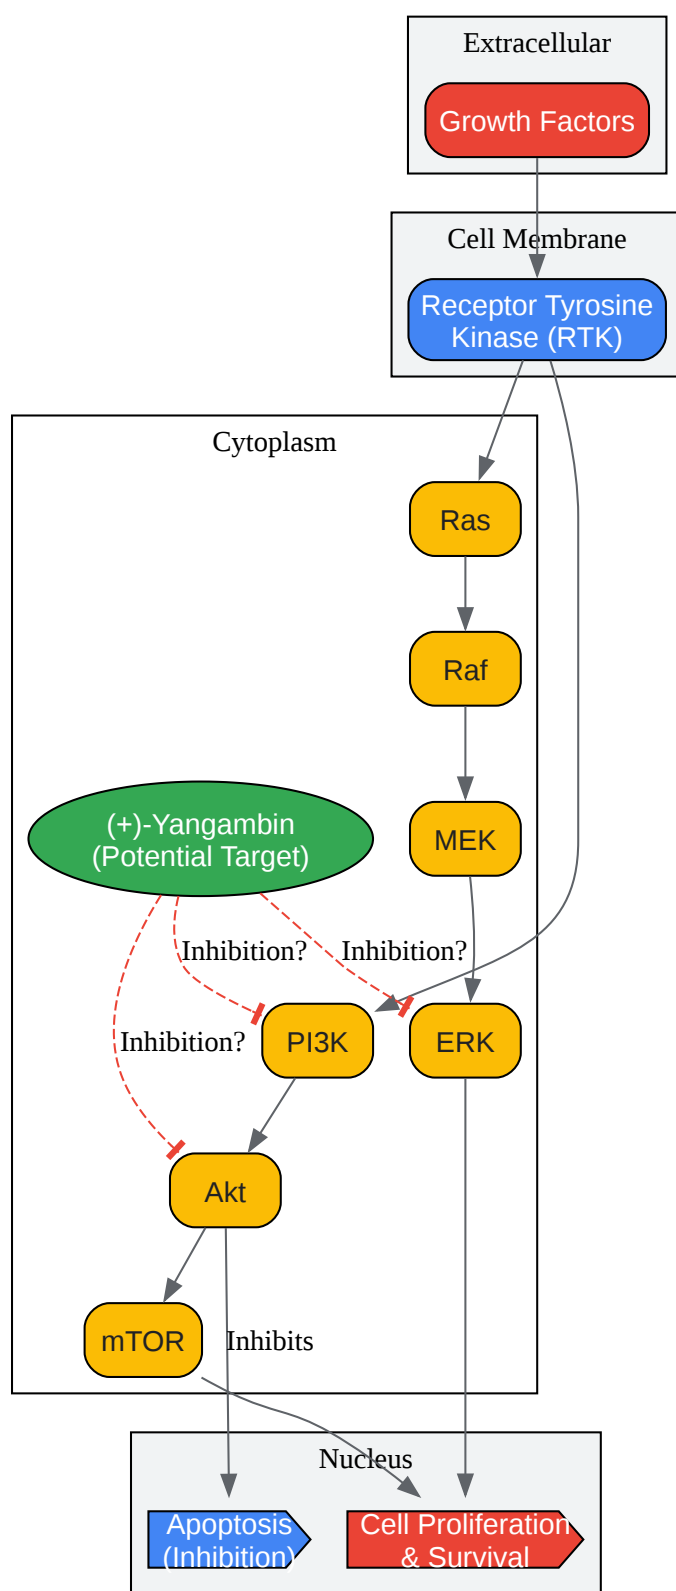 Extracellular
Growth Factors
Cell Membrane
Receptor Tyrosine
Kinase (RTK)
Cytoplasm
Ras
Raf
(+)-Yangambin
(Potential Target)
MEK
Inhibition?
Inhibition?
Inhibition?
PI3K
ERK
Akt
mTOR
Inhibits
Nucleus
Apoptosis
(Inhibition)
Cell Proliferation
& Survival